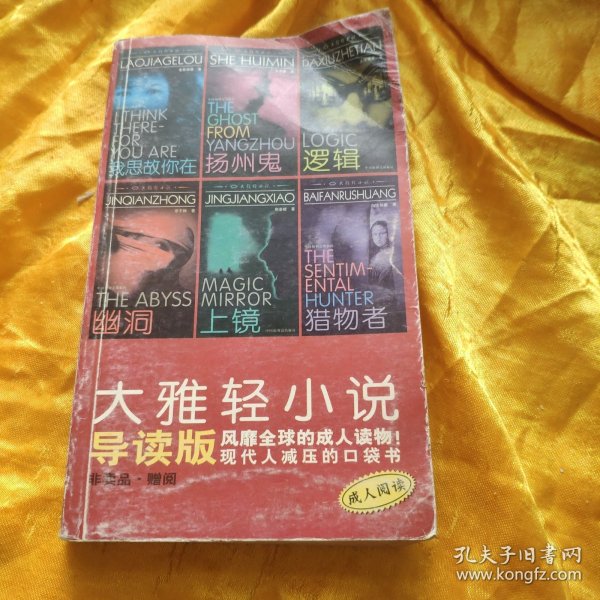 LAOJIAGELOU
I THINK
THERE-
FOR
YOU ARE
我思故你在
SHE HUIMIN
THE
GHOST
FROM
YANGZHOU
扬州鬼
DAXIUZHETIAN
LOGIC
逻辑
JINQIANZHONG
THE ABYSS
幽洞
JINGJIANGXIAO
MAGIC
MIRROR
上镜
BAIFANRUSHUANG
THE
SENTIM-
ENTAL
HUNTER
猎物者
大雅轻小说
导读版
风靡全球的成人读物!
现代人减压的口袋书
非卖品·赠阅
成人阅读
孔夫子旧书网
www.kongfz.com